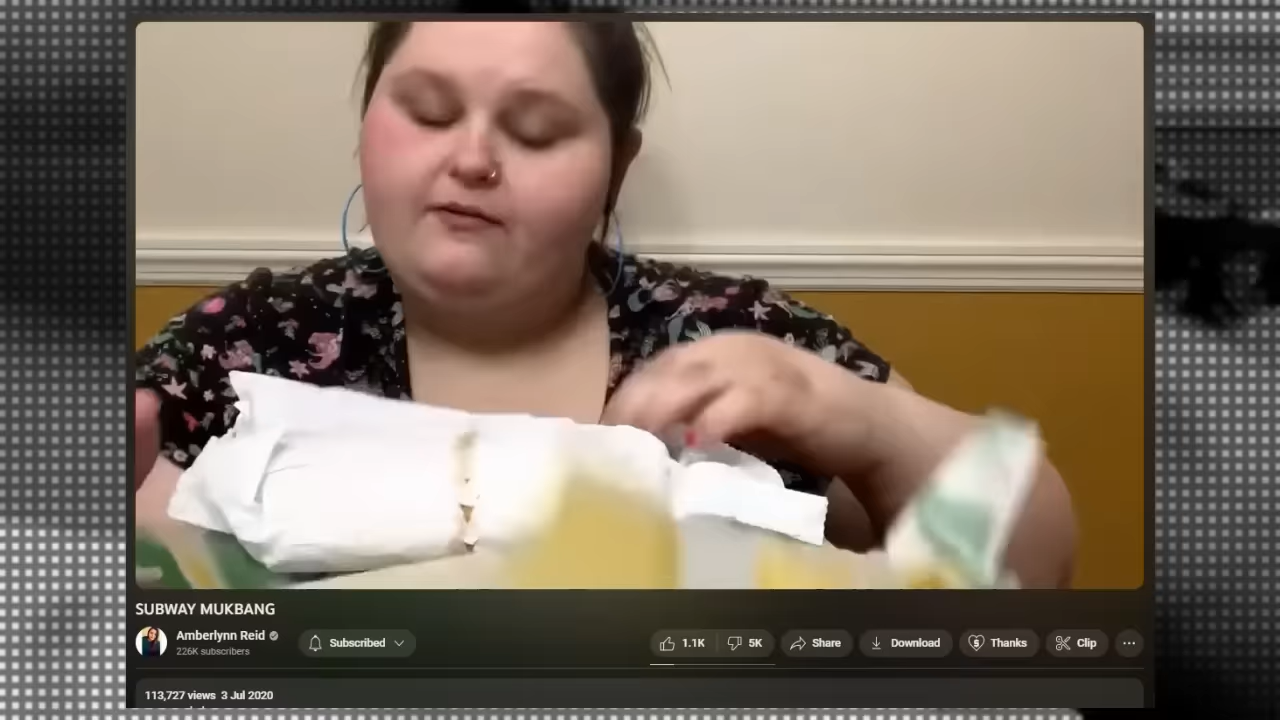 SUBWAY MUKBANG
Amberlynn Reid
226K subscribers
Subscribed
1.1K
5K
Share
Download
Thanks
Clip
113,727 views 3 Jul 2020